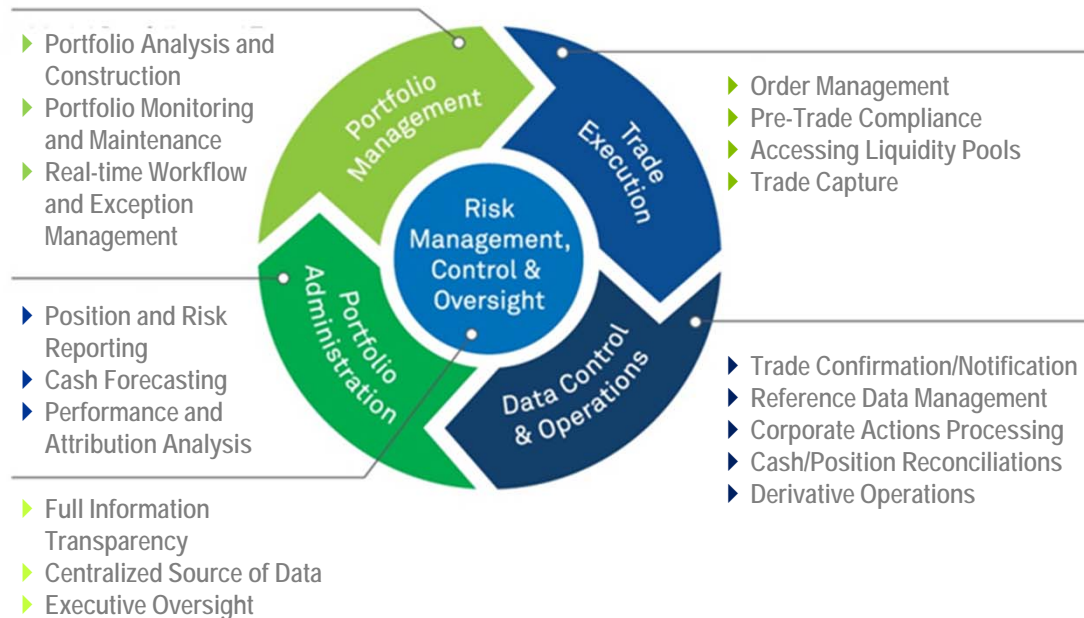 Portfolio Analysis and
Construction
Portfolio Monitoring
and Maintenance
Real-time Workflow
and Exception
Management
Position and Risk
Reporting
Cash Forecasting
Performance and
Attribution Analysis
Full Information
Transparency
Centralized Source of Data
Executive Oversight
Portfolio
Management
Trade
Execution
Risk
Management,
Control &
Oversight
Portfolio
Administration
Data Control
& Operations
Order Management
Pre-Trade Compliance
Accessing Liquidity Pools
Trade Capture
Trade Confirmation/Notification
Reference Data Management
Corporate Actions Processing
Cash/Position Reconciliations
Derivative Operations